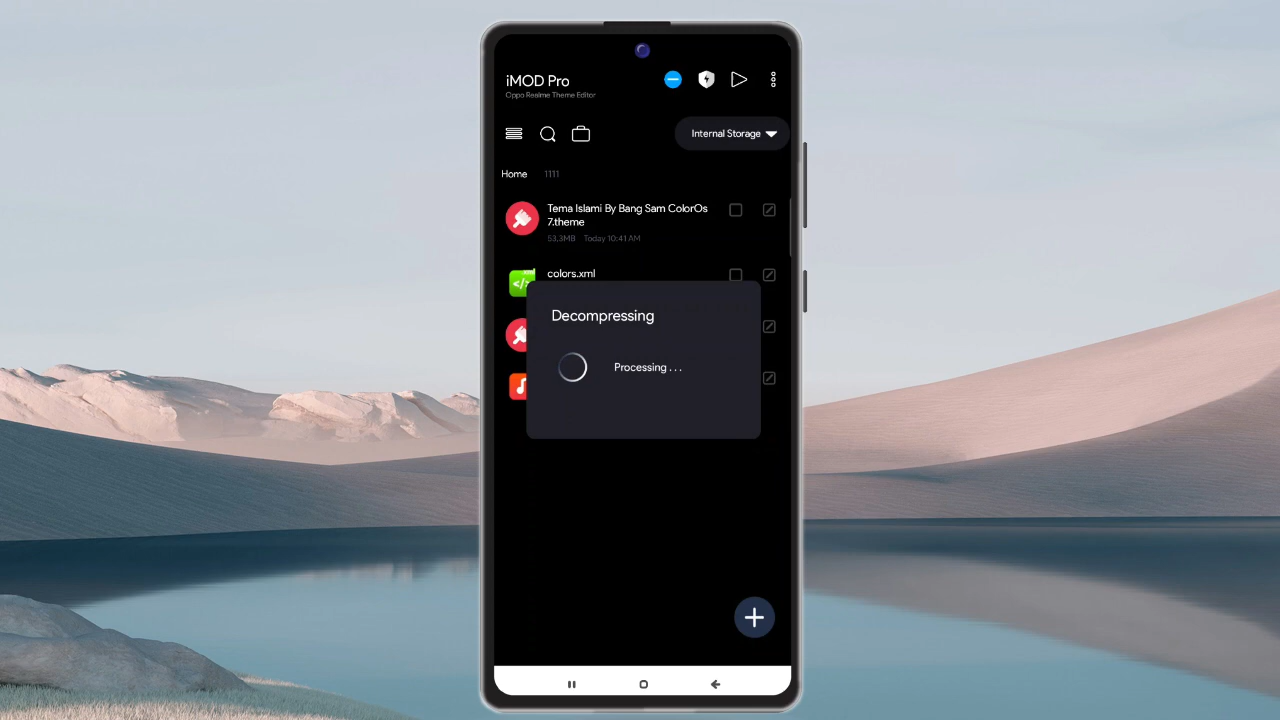 iMOD Pro
Oppo Realme Theme Editor
Internal Storage
Home 1111
Tema Islami By Bang Sam ColorOs
7.theme
53,3MB Today 10:41 AM
colors.xml
Decompressing
Processing . . .